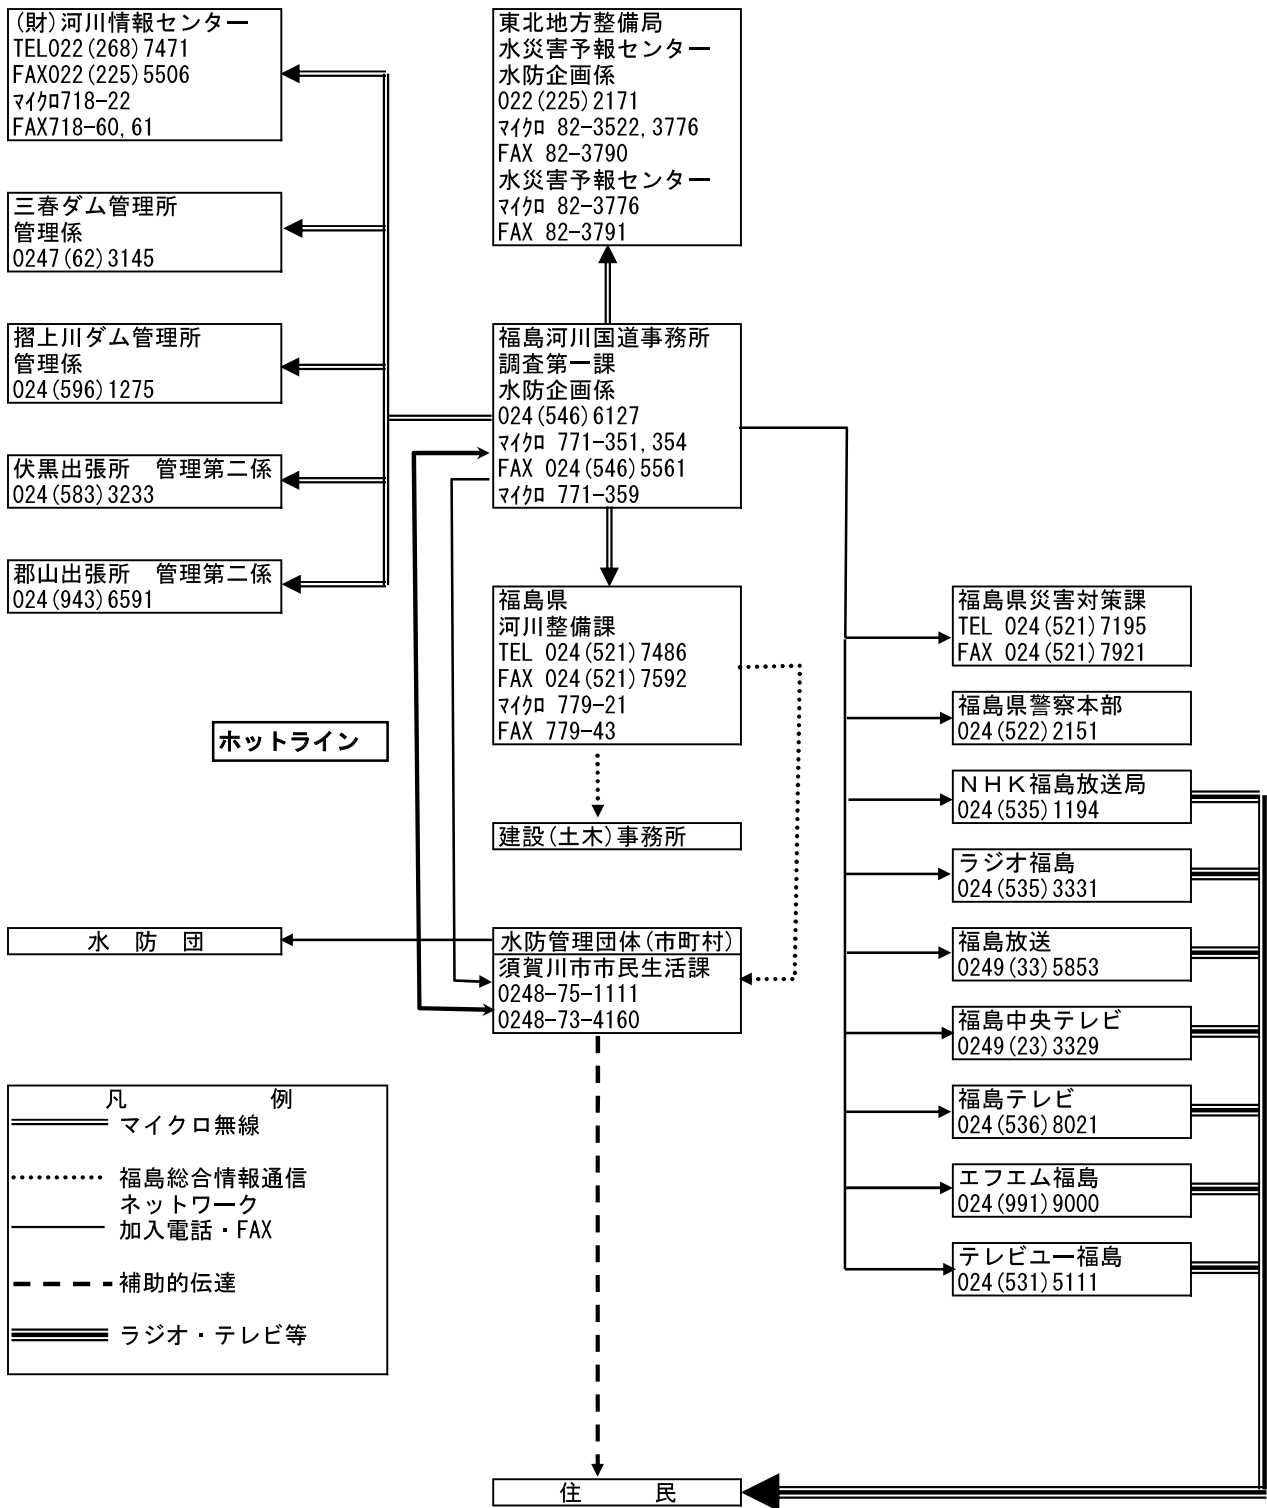 (財)河川情報センター
TEL022(268)7471
FAX022(225)5506
ﾏｲｸﾛ718-22
FAX718-60,61
三春ダム管理所
管理係
0247(62)3145
摺上川ダム管理所
管理係
024(596)1275
伏黒出張所　管理第二係
024(583)3233
郡山出張所　管理第二係
024(943)6591
東北地方整備局
水災害予報センター
水防企画係
022(225)2171
ﾏｲｸﾛ 82-3522,3776
FAX 82-3790
水災害予報センター
ﾏｲｸﾛ 82-3776
FAX 82-3791
福島河川国道事務所
調査第一課
水防企画係
024(546)6127
ﾏｲｸﾛ 771-351,354
FAX 024(546)5561
ﾏｲｸﾛ 771-359
福島県
河川整備課
TEL 024(521)7486
FAX 024(521)7592
ﾏｲｸﾛ 779-21
FAX 779-43
ホットライン
建設(土木)事務所
水　防　団
水防管理団体(市町村)
須賀川市市民生活課
0248-75-1111
0248-73-4160
福島県災害対策課
TEL 024(521)7195
FAX 024(521)7921
福島県警察本部
024(522)2151
ＮＨＫ福島放送局
024(535)1194
ラジオ福島
024(535)3331
福島放送
0249(33)5853
福島中央テレビ
0249(23)3329
福島テレビ
024(536)8021
エフエム福島
024(991)9000
テレビユー福島
024(531)5111
凡　　　　　　例
マイクロ無線
福島総合情報通信
ネットワーク
加入電話・FAX
補助的伝達
ラジオ・テレビ等
住　　　民